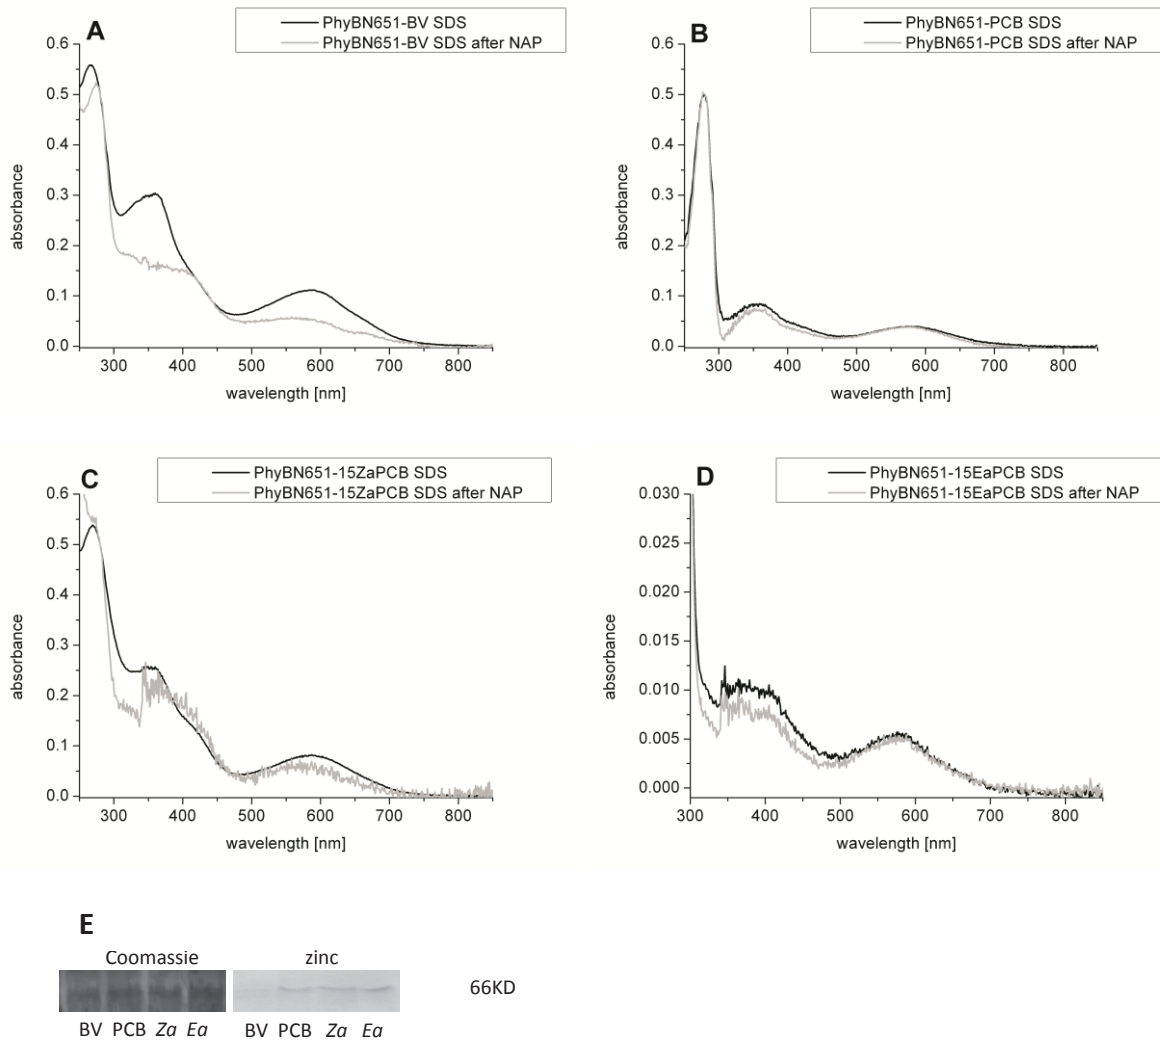 A
PhyBN651-BV SDS
PhyBN651-BV SDS after NAP
0.6
0.5
0.4
0.3
0.2
0.1
0.0
absorbance
300 400 500 600 700 800
wavelength [nm]
B
PhyBN651-PCB SDS
PhyBN651-PCB SDS after NAP
0.6
0.5
0.4
0.3
0.2
0.1
0.0
absorbance
300 400 500 600 700 800
wavelength [nm]
C
PhyBN651-15ZaPCB SDS
PhyBN651-15ZaPCB SDS after NAP
0.6
0.5
0.4
0.3
0.2
0.1
0.0
absorbance
300 400 500 600 700 800
wavelength [nm]
D
PhyBN651-15EaPCB SDS
PhyBN651-15EaPCB SDS after NAP
0.030
0.025
0.020
0.015
0.010
0.005
0.000
absorbance
300 400 500 600 700 800
wavelength [nm]
E
Coomassie zinc
66KD
BV PCB Za Ea BV PCB Za Ea